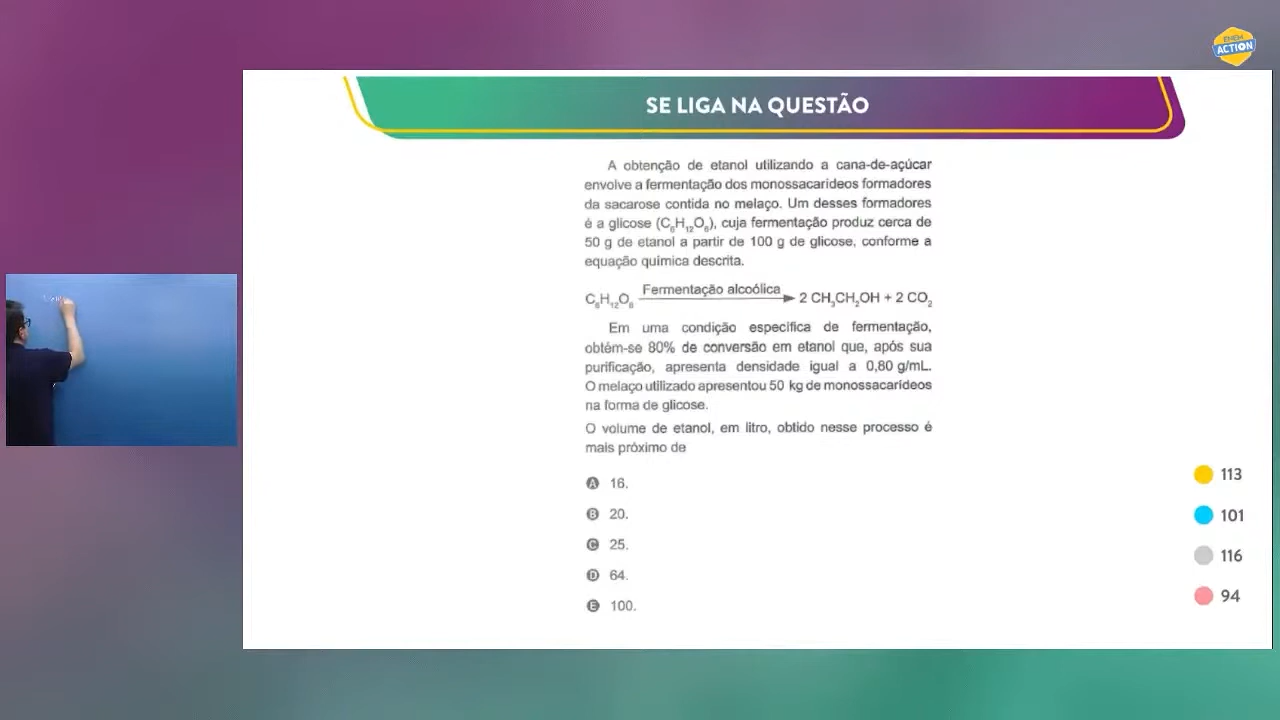 ENEM
ACTION
SE LIGA NA QUESTÃO
A obtenção de etanol utilizando a cana-de-açúcar
envolve a fermentação dos monossacarídeos formadores
da sacarose contida no melaço. Um desses formadores
é a glicose (C₆H₁₂O₆), cuja fermentação produz cerca de
50 g de etanol a partir de 100 g de glicose, conforme a
equação química descrita.
Fermentação alcoólica
C₆H₁₂O₆ → 2 CH₃CH₂OH + 2 CO₂
Em uma condição específica de fermentação,
obtém-se 80% de conversão em etanol que, após sua
purificação, apresenta densidade igual a 0,80 g/mL.
O melaço utilizado apresentou 50 kg de monossacarídeos
na forma de glicose.
O volume de etanol, em litro, obtido nesse processo é
mais próximo de
A 16.
B 20.
C 25.
D 64.
E 100.
113
101
116
94